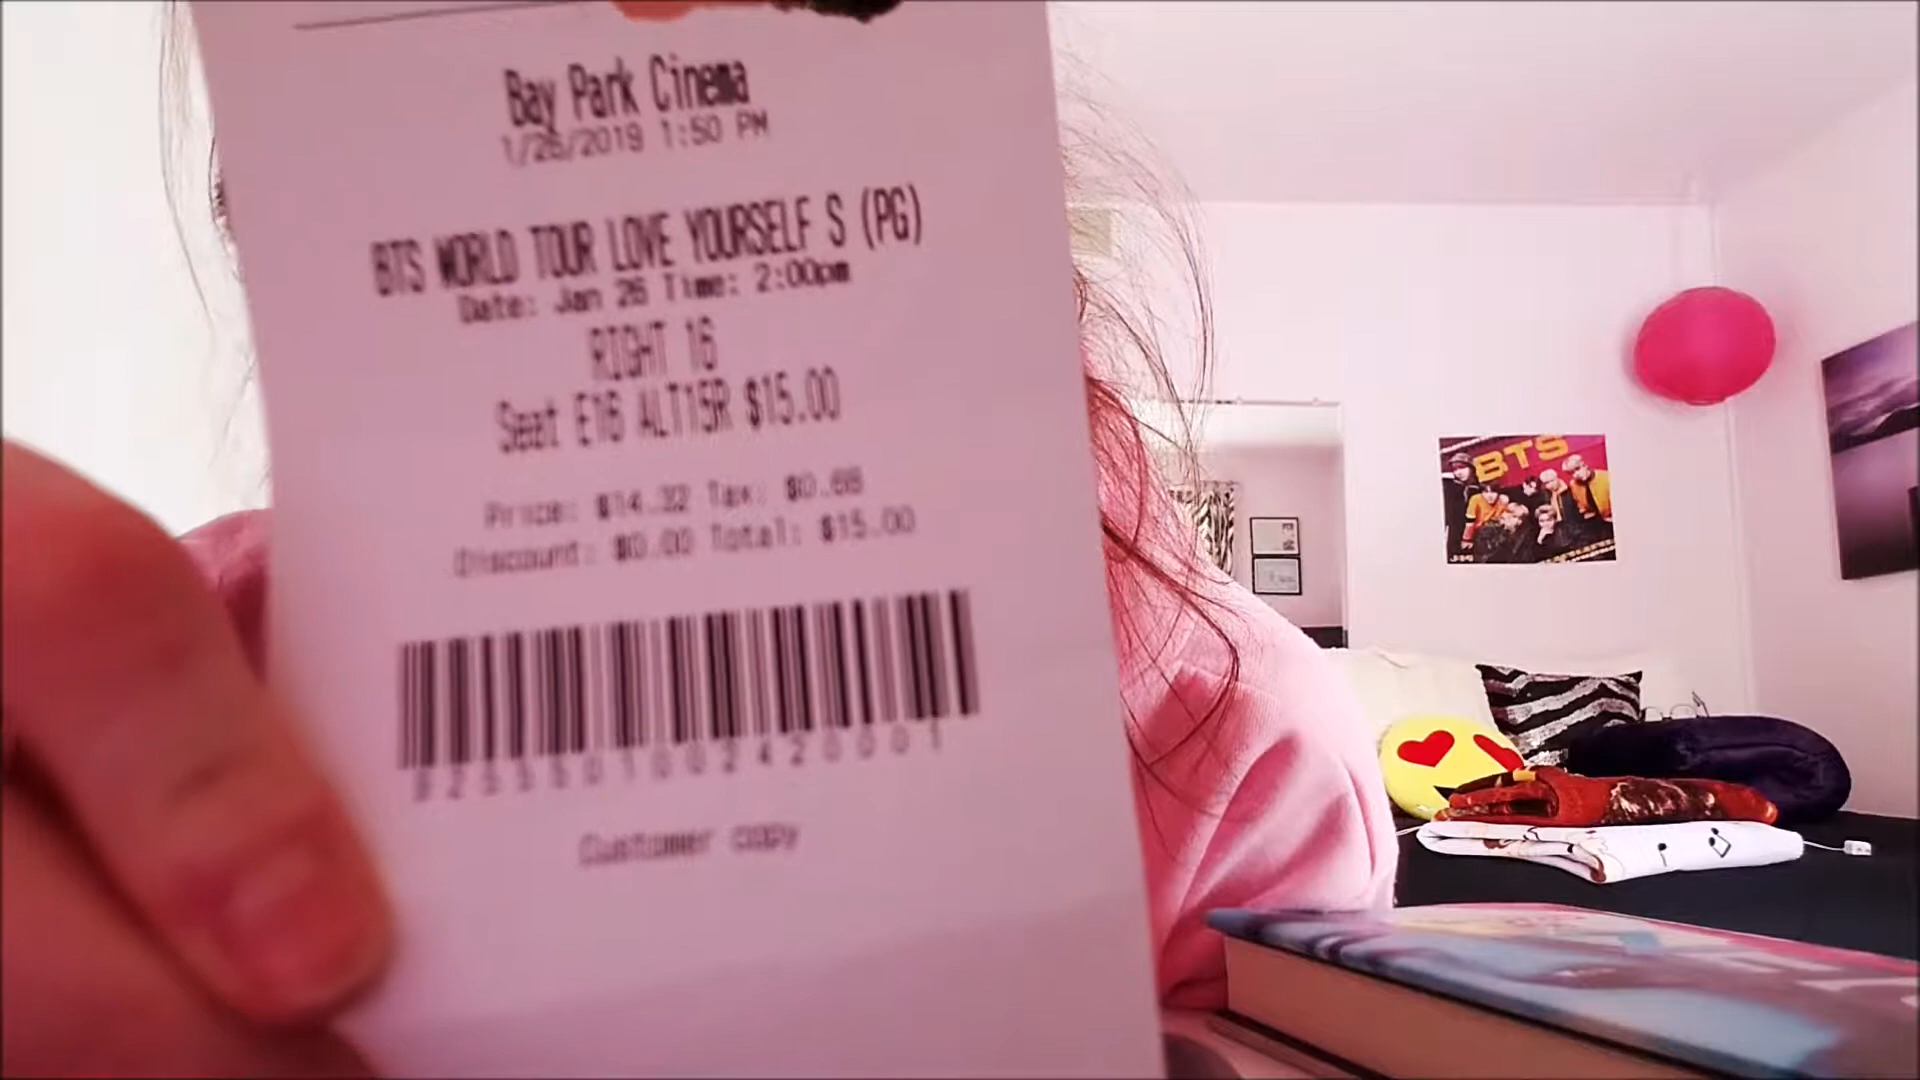 Bay Park Cinema
1/26/2019 1:50 PM
BTS WORLD TOUR LOVE YOURSELF S (PG)
Date: Jan 26 Time: 2:00pm
RIGHT 16
Seat E16 ALT15R $15.00
Price: $14.32 Tax: $0.68
Discount: $0.00 Total: $15.00
Customer copy
BTS